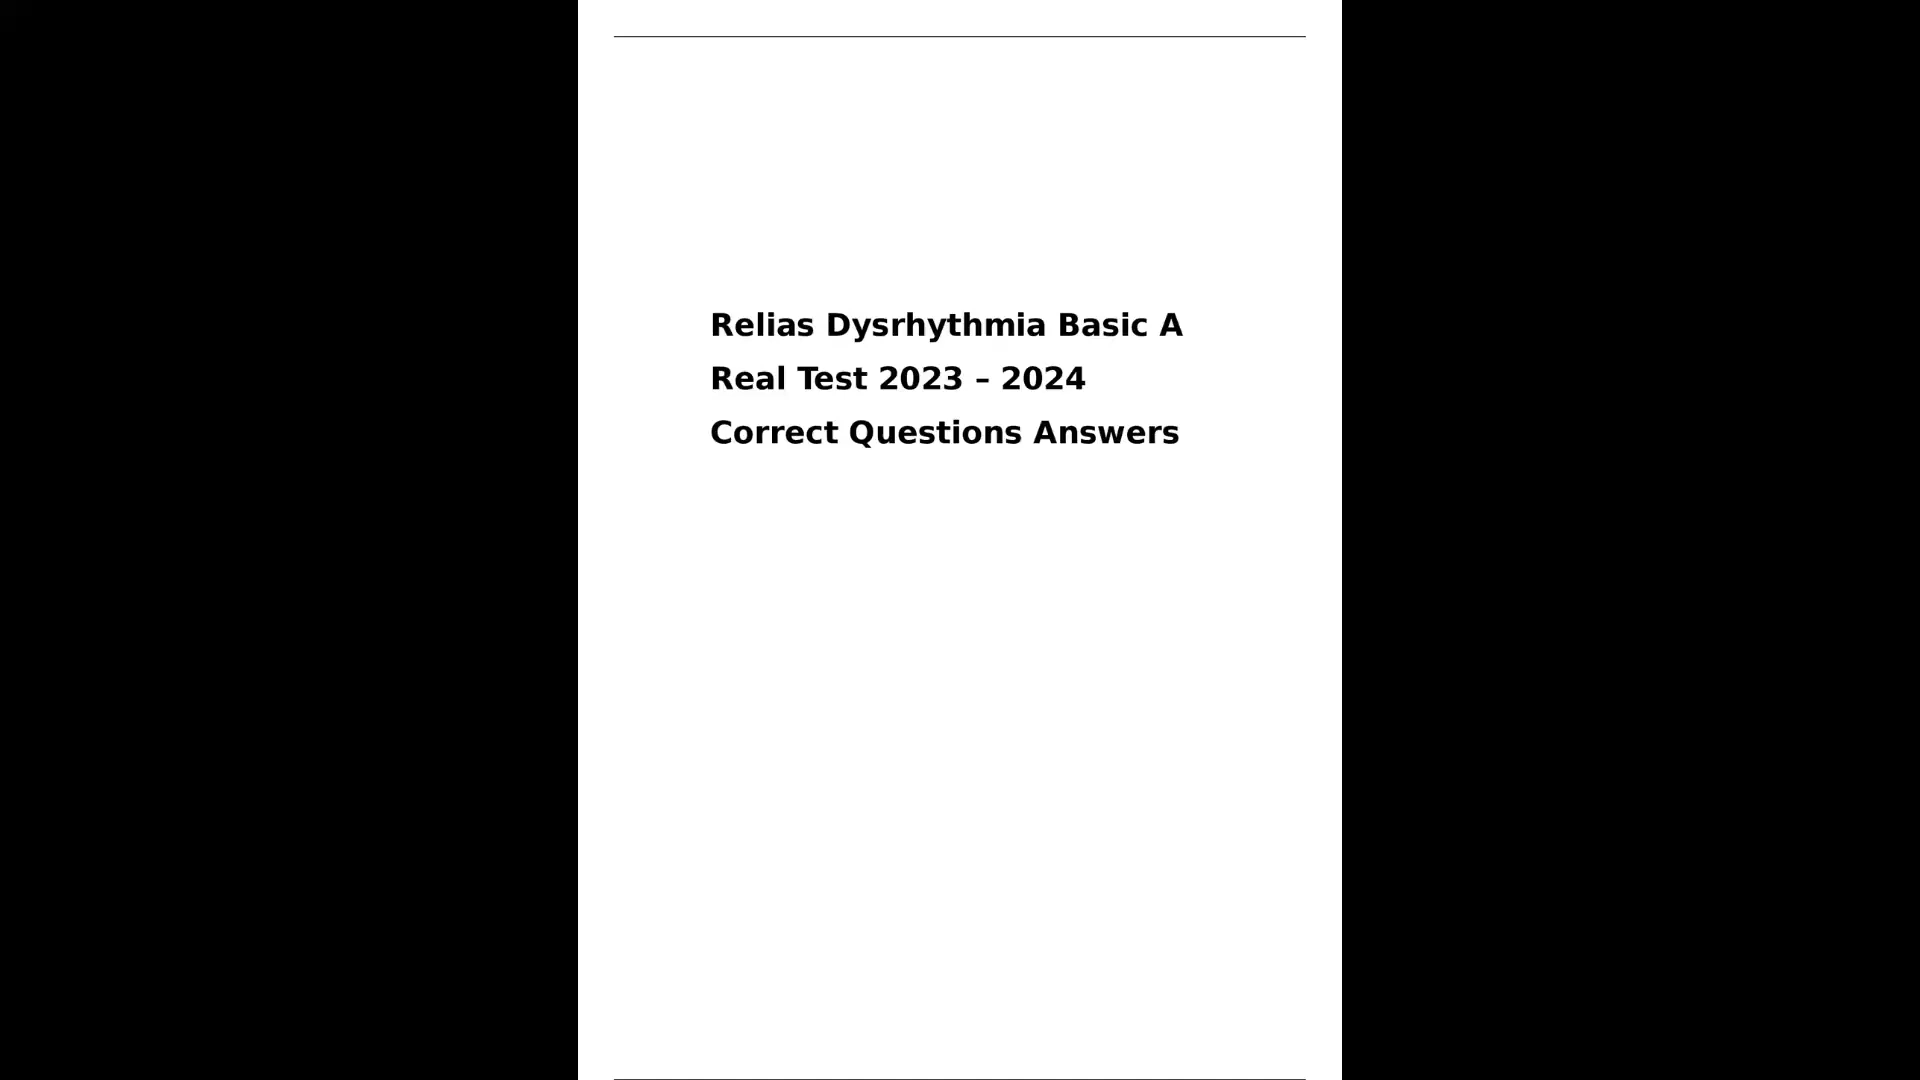 Relias Dysrhythmia Basic A
Real Test 2023 – 2024
Correct Questions Answers